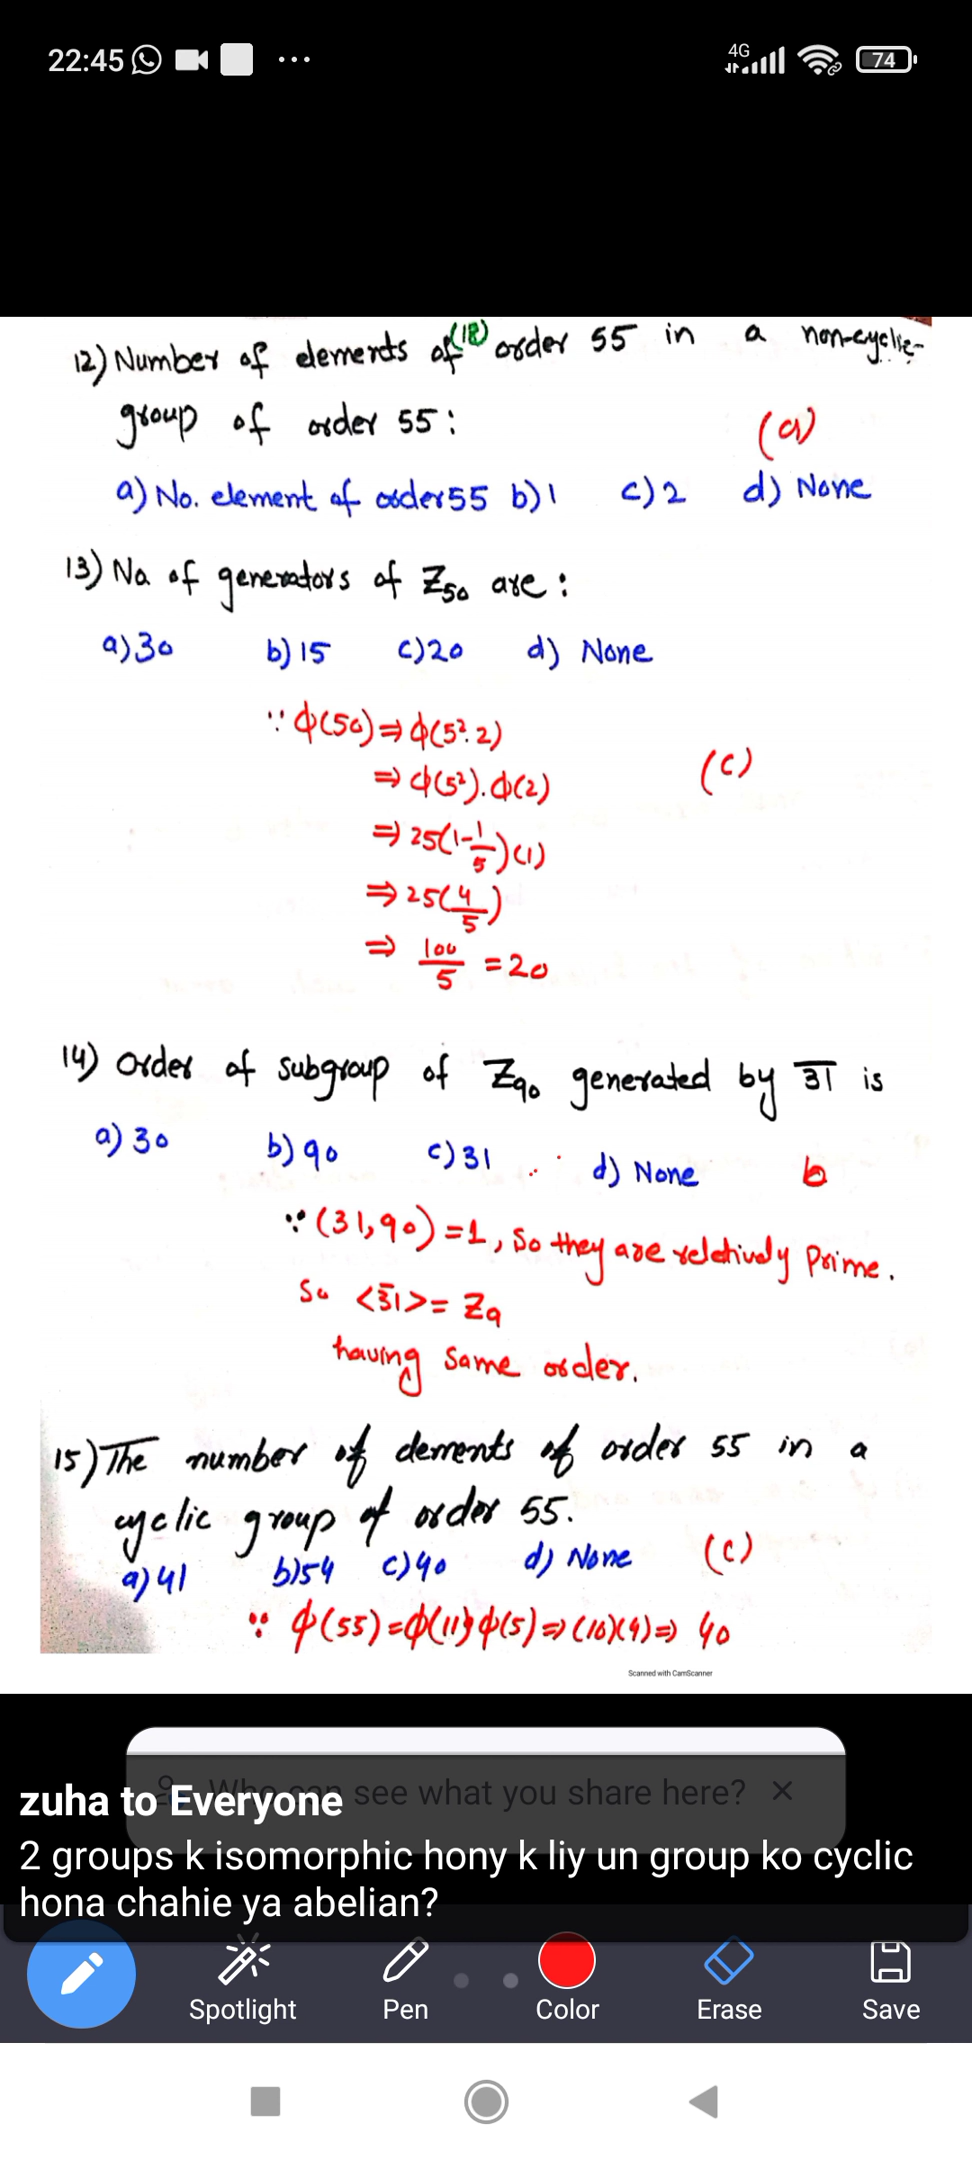 22:45
4G
74
12) Number of elements of (18) order 55 in a non-cyclic-
group of order 55:
(a)
a) No. element of order 55 b) 1 c) 2 d) None
13) No of generators of Z50 are:
a) 30 b) 15 c) 20 d) None
∵ ϕ(50) ⇒ ϕ(5².2)
⇒ ϕ(5²).ϕ(2)
(c)
⇒ 25(1-1/5)(1)
⇒ 25(4/5)
⇒ 100/5 = 20
14) Order of subgroup of Z90 generated by 3̅1̅ is
a) 30 b) 90 c) 31 d) None b
∵ (31,90) = 1, So they are relatively Prime.
So <3̅1> = Z9
having same order.
15) The number of elements of order 55 in a
cyclic group of order 55.
a) 41 b) 54 c) 40 d) None (c)
∵ ϕ(55) = ϕ(11) ϕ(5) ⇒ (10)(4) ⇒ 40
Scanned with CamScanner
Who can see what you share here? ×
zuha to Everyone
2 groups k isomorphic hony k liy un group ko cyclic
hona chahie ya abelian?
Spotlight Pen Color Erase Save